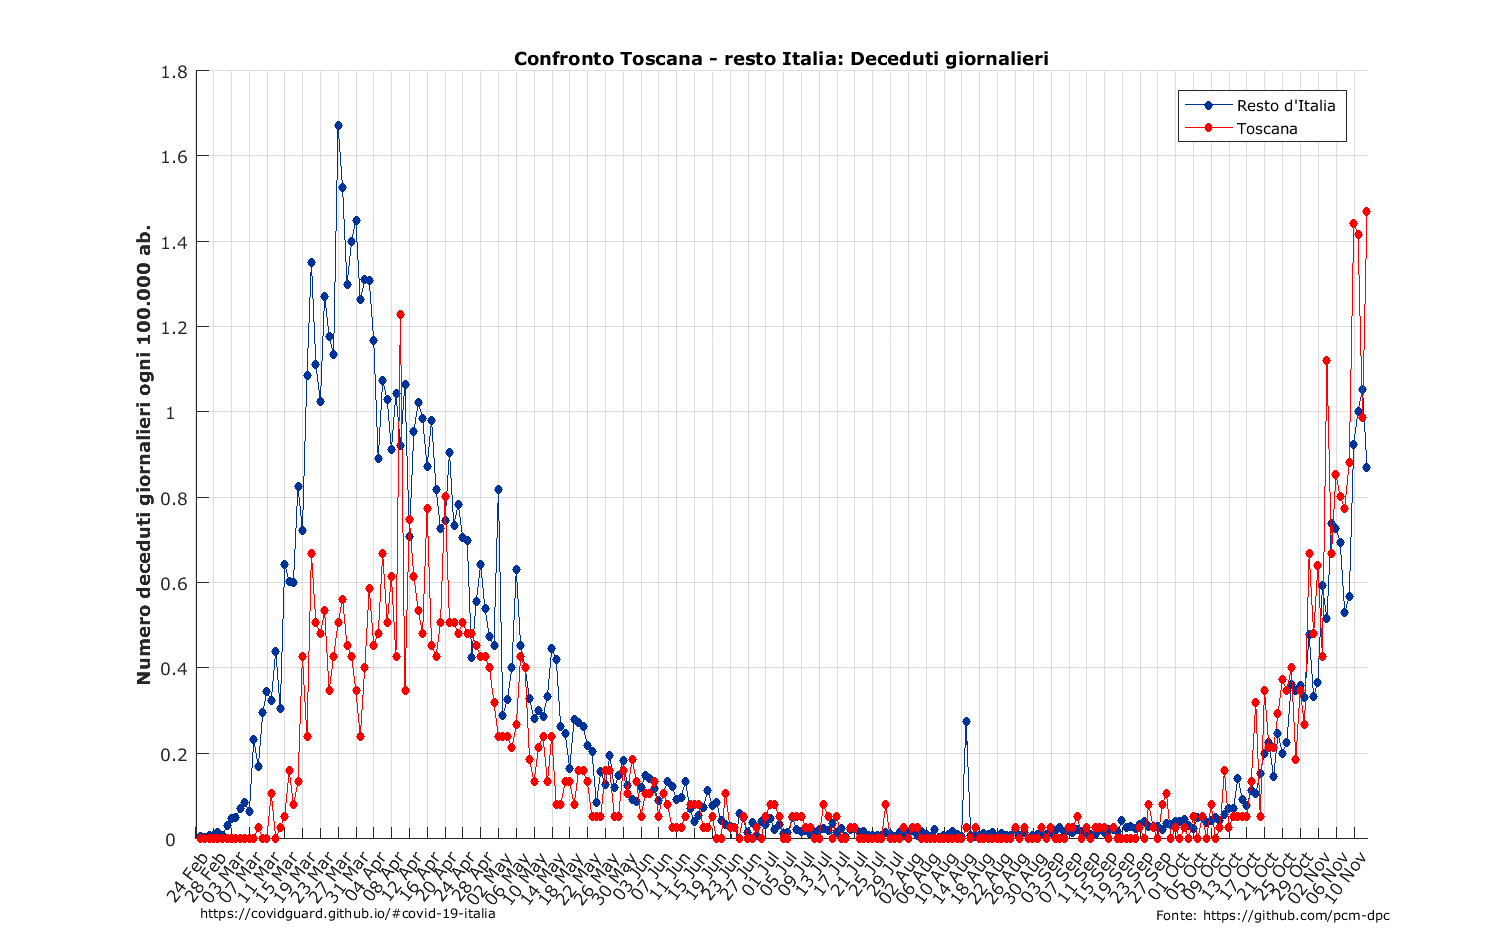 Confronto Toscana - resto Italia: Deceduti giornalieri
Resto d'Italia
Toscana
Numero deceduti giornalieri ogni 100.000 ab.
1.8
1.6
1.4
1.2
1
0.8
0.6
0.4
0.2
0
24 Feb
28 Feb
03 Mar
07 Mar
11 Mar
15 Mar
19 Mar
23 Mar
27 Mar
31 Mar
04 Apr
08 Apr
12 Apr
16 Apr
20 Apr
24 Apr
28 Apr
02 May
06 May
10 May
14 May
18 May
22 May
26 May
30 May
03 Jun
07 Jun
11 Jun
15 Jun
19 Jun
23 Jun
27 Jun
01 Jul
05 Jul
09 Jul
13 Jul
17 Jul
21 Jul
25 Jul
29 Jul
02 Aug
06 Aug
10 Aug
14 Aug
18 Aug
22 Aug
26 Aug
30 Aug
03 Sep
07 Sep
11 Sep
15 Sep
19 Sep
23 Sep
27 Sep
01 Oct
05 Oct
09 Oct
13 Oct
17 Oct
21 Oct
25 Oct
29 Oct
02 Nov
06 Nov
10 Nov
https://covidguard.github.io/#covid-19-italia
Fonte: https://github.com/pcm-dpc